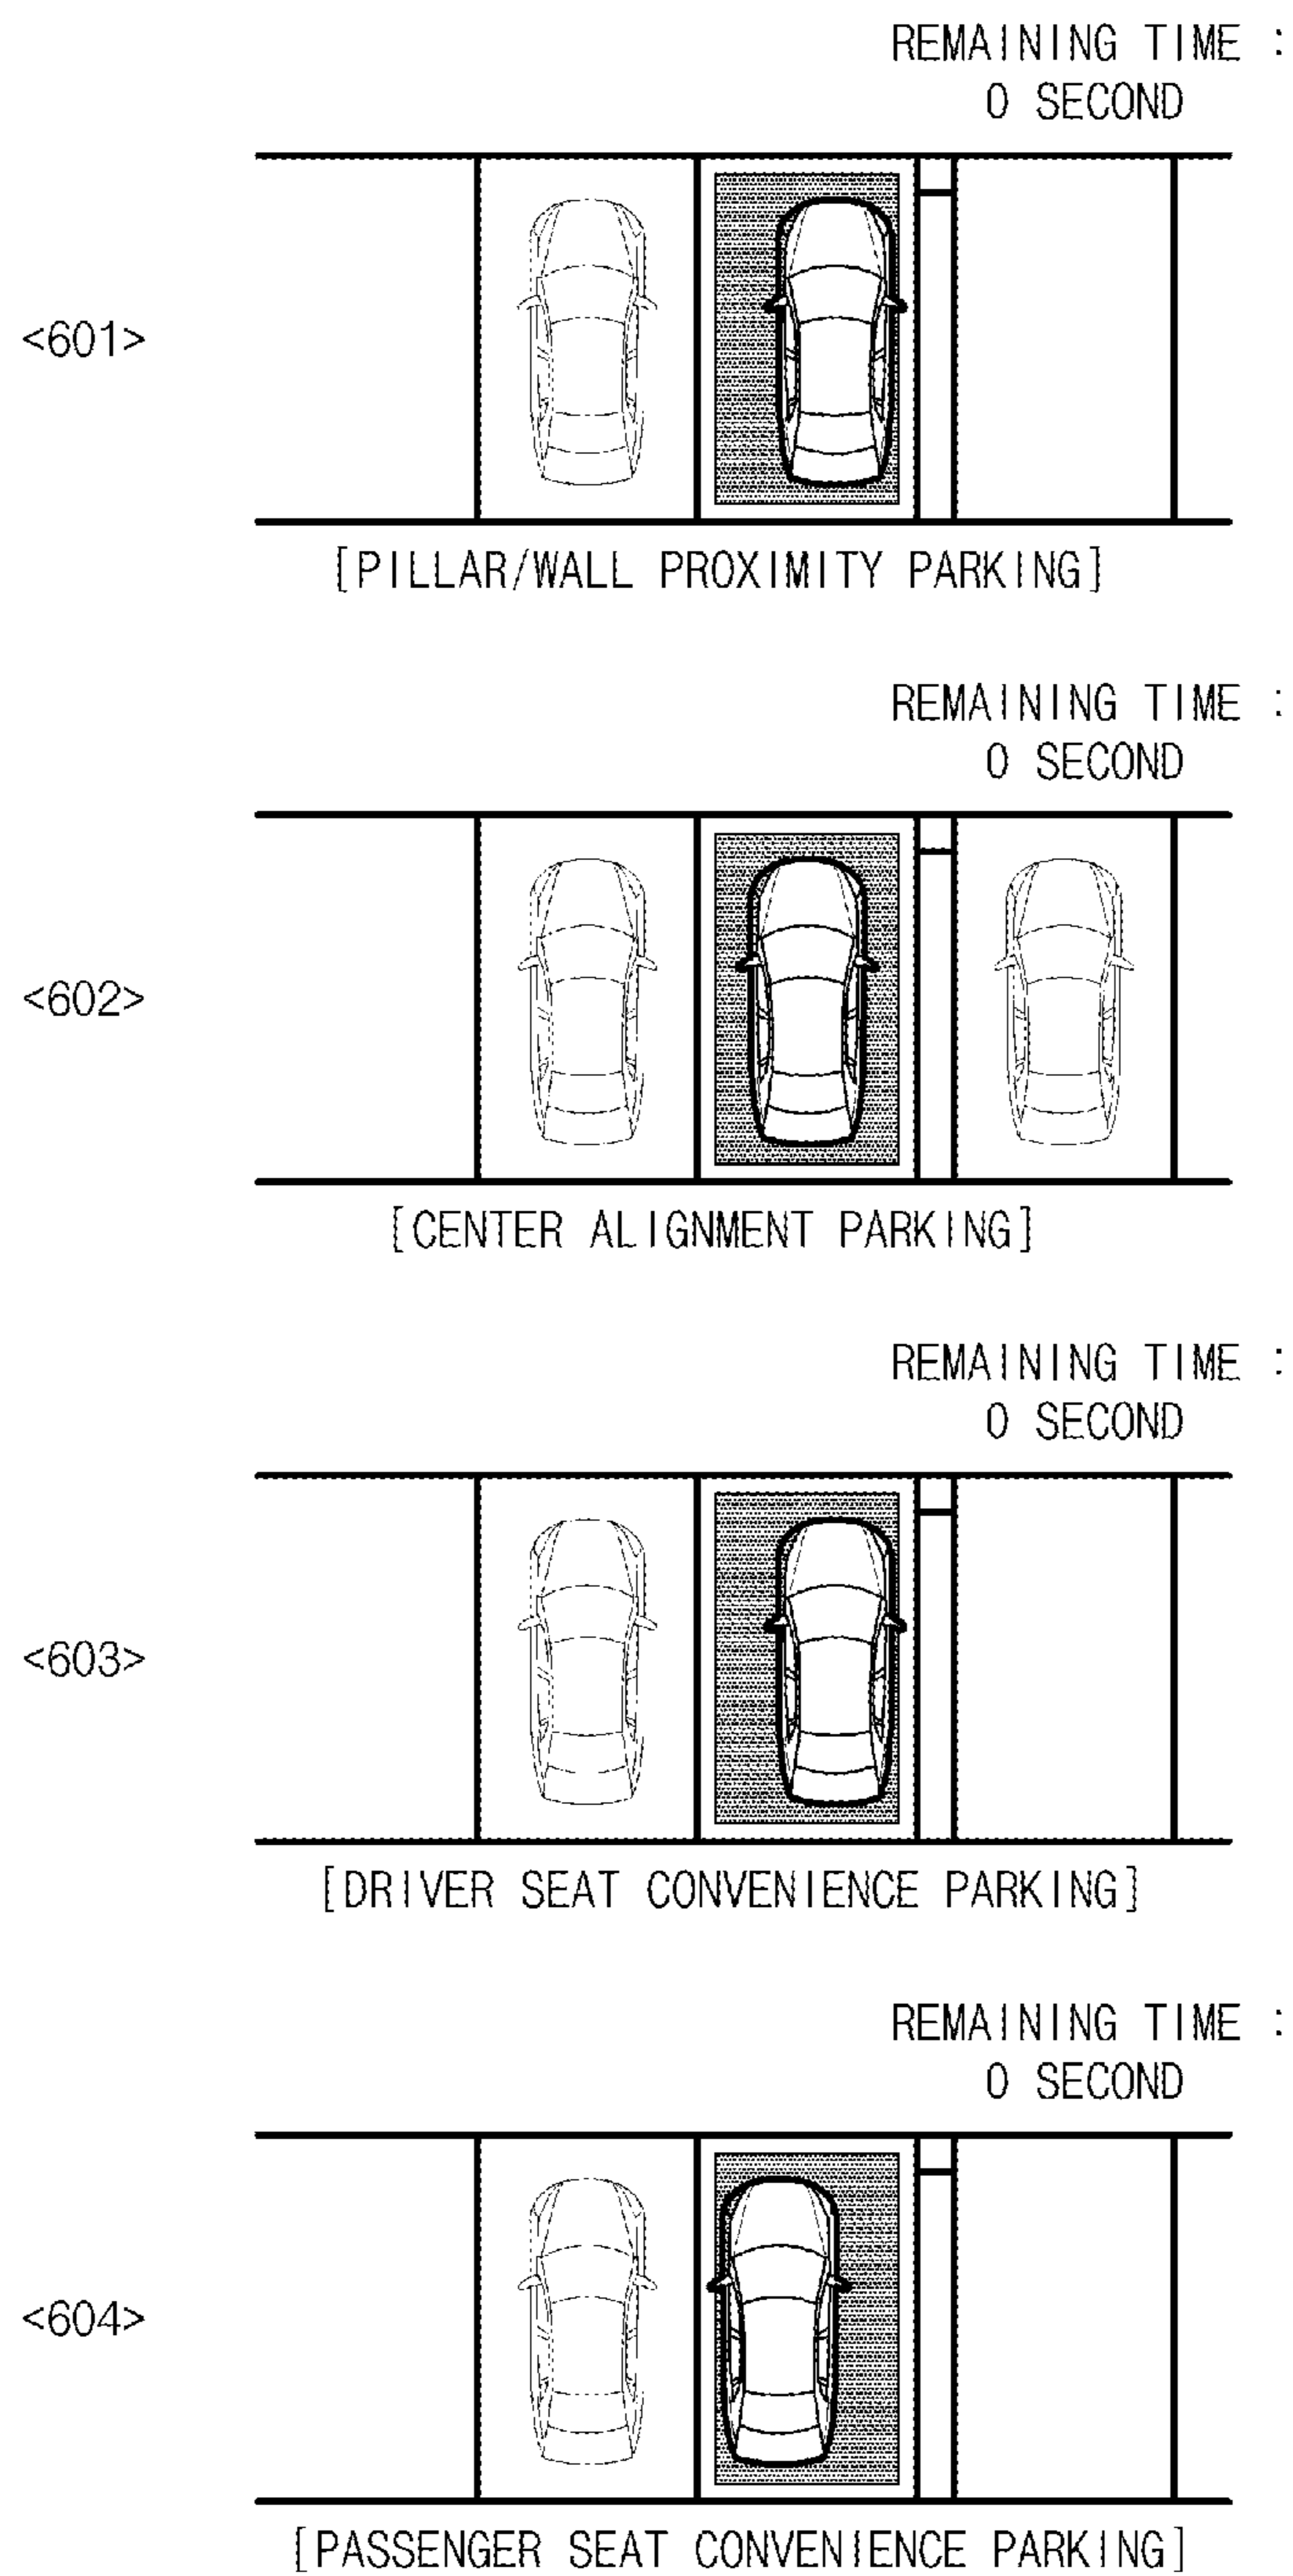 REMAINING TIME :
0 SECOND
<601>
[PILLAR/WALL PROXIMITY PARKING]
REMAINING TIME :
0 SECOND
<602>
[CENTER ALIGNMENT PARKING]
REMAINING TIME :
0 SECOND
<603>
[DRIVER SEAT CONVENIENCE PARKING]
REMAINING TIME :
0 SECOND
<604>
[PASSENGER SEAT CONVENIENCE PARKING]